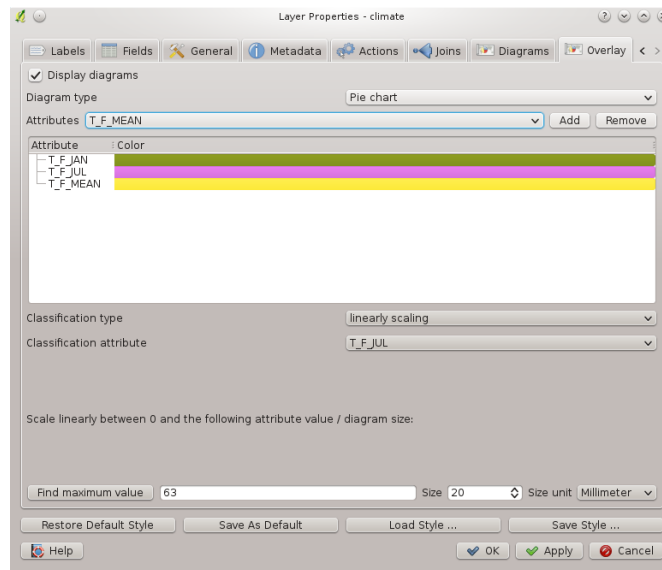 Layer Properties - climate
Labels Fields General Metadata Actions Joins Diagrams Overlay
Display diagrams
Diagram type Pie chart
Attributes T_F_MEAN Add Remove
Attribute Color
T_F_JAN
T_F_JUL
T_F_MEAN
Classification type linearly scaling
Classification attribute T_F_JUL
Scale linearly between 0 and the following attribute value / diagram size:
Find maximum value 63 Size 20 Size unit Millimeter
Restore Default Style Save As Default Load Style ... Save Style ...
Help OK Apply Cancel